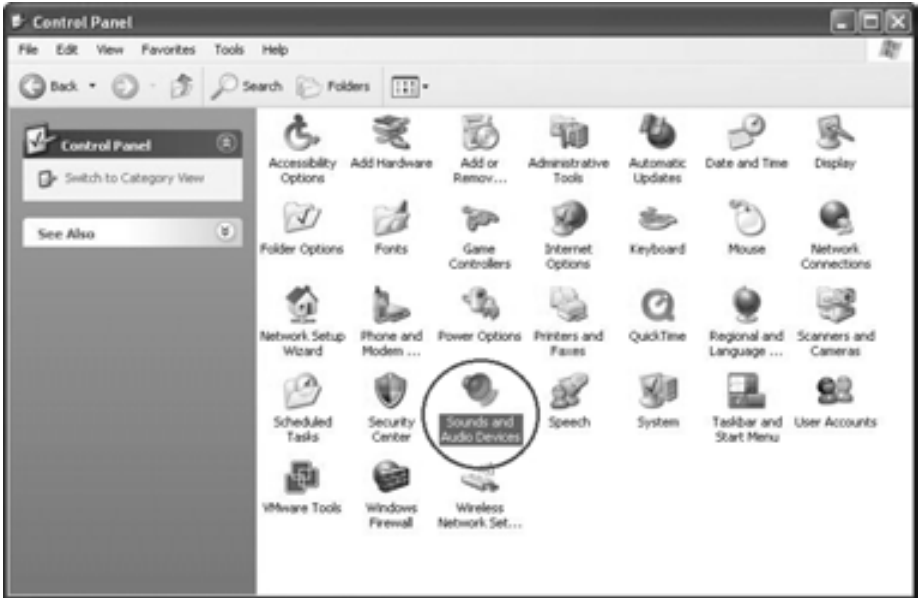 Control Panel
File Edit View Favorites Tools Help
Back Search Folders
Control Panel
Switch to Category View
See Also
Accessibility Options
Add Hardware
Add or Remov...
Administrative Tools
Automatic Updates
Date and Time
Display
Folder Options
Fonts
Game Controllers
Internet Options
Keyboard
Mouse
Network Connections
Network Setup Wizard
Phone and Modem ...
Power Options
Printers and Faxes
QuickTime
Regional and Language ...
Scanners and Cameras
Scheduled Tasks
Security Center
Sounds and Audio Devices
Speech
System
Taskbar and Start Menu
User Accounts
VMware Tools
Windows Firewall
Wireless Network Set...